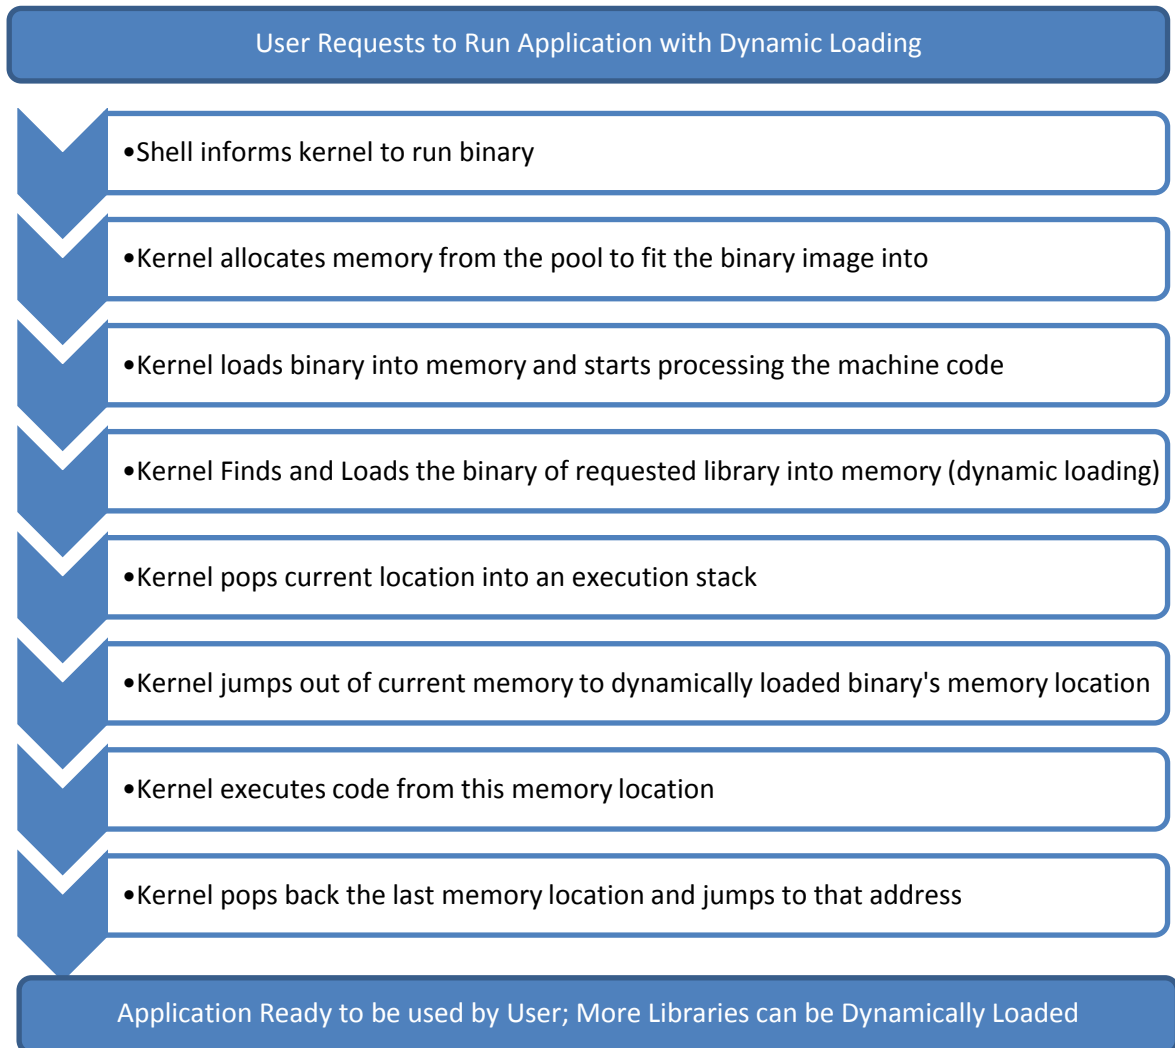 User Requests to Run Application with Dynamic Loading
•Shell informs kernel to run binary
•Kernel allocates memory from the pool to fit the binary image into
•Kernel loads binary into memory and starts processing the machine code
•Kernel Finds and Loads the binary of requested library into memory (dynamic loading)
•Kernel pops current location into an execution stack
•Kernel jumps out of current memory to dynamically loaded binary's memory location
•Kernel executes code from this memory location
•Kernel pops back the last memory location and jumps to that address
Application Ready to be used by User; More Libraries can be Dynamically Loaded